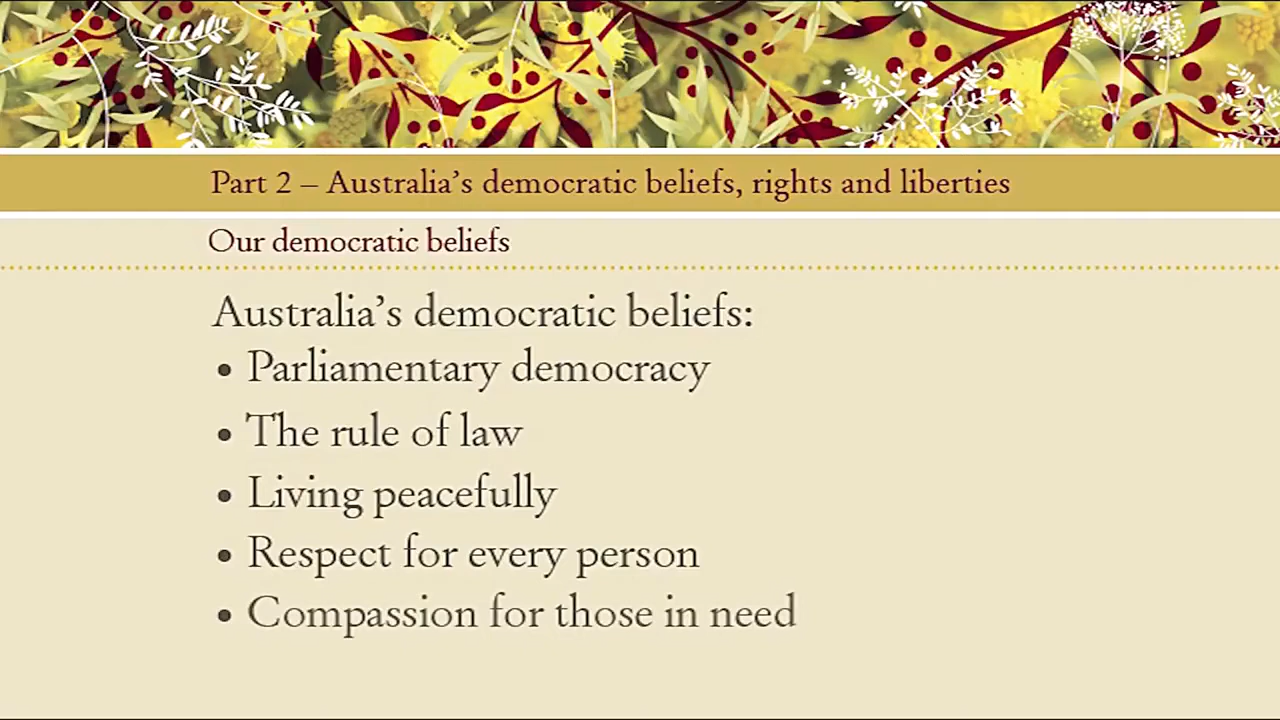 Part 2 – Australia’s democratic beliefs, rights and liberties
Our democratic beliefs
Australia’s democratic beliefs:
• Parliamentary democracy
• The rule of law
• Living peacefully
• Respect for every person
• Compassion for those in need